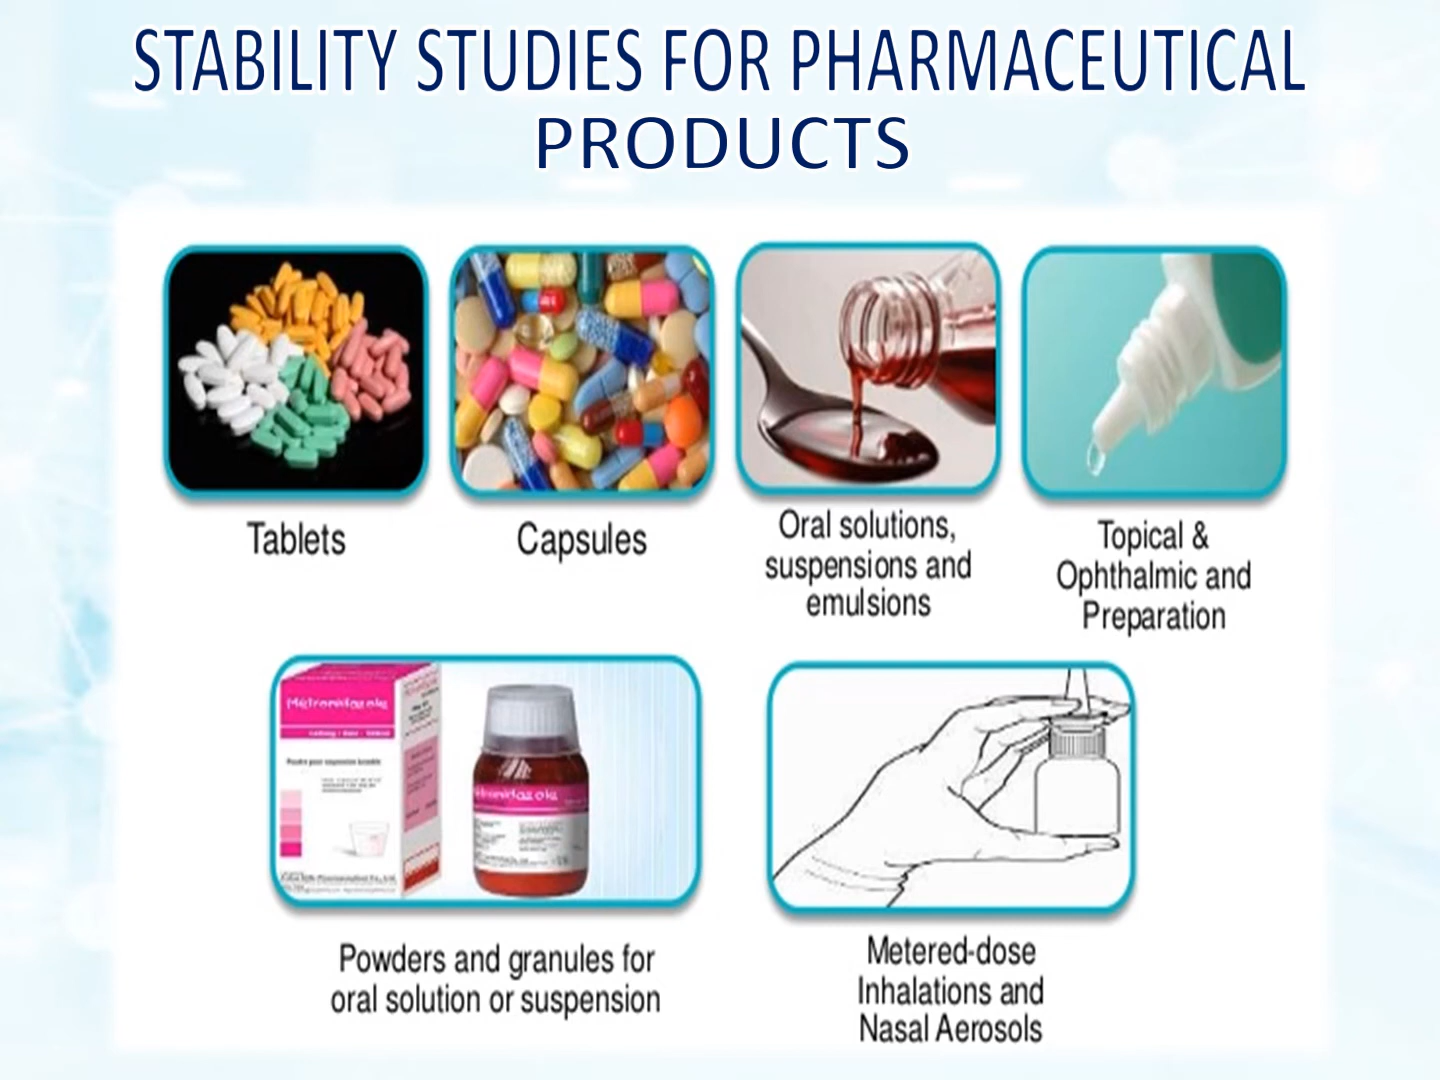 STABILITY STUDIES FOR PHARMACEUTICAL
PRODUCTS
Tablets
Capsules
Oral solutions,
suspensions and
emulsions
Topical &
Ophthalmic and
Preparation
Metronidazole
Powders and granules for
oral solution or suspension
Metered-dose
Inhalations and
Nasal Aerosols